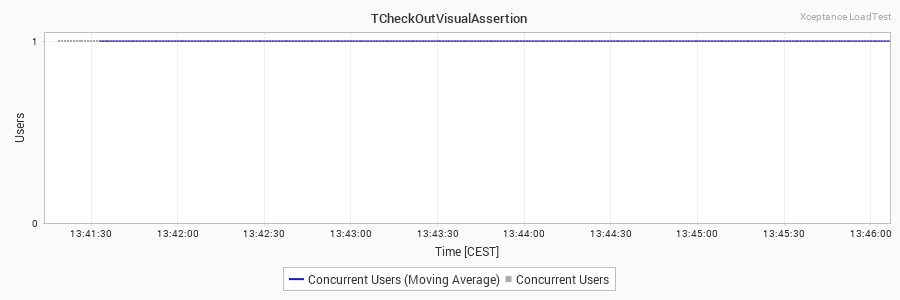 TCheckOutVisualAssertion
Xceptance LoadTest
1
Users
0
13:41:30 13:42:00 13:42:30 13:43:00 13:43:30 13:44:00 13:44:30 13:45:00 13:45:30 13:46:00
Time [CEST]
Concurrent Users (Moving Average) Concurrent Users